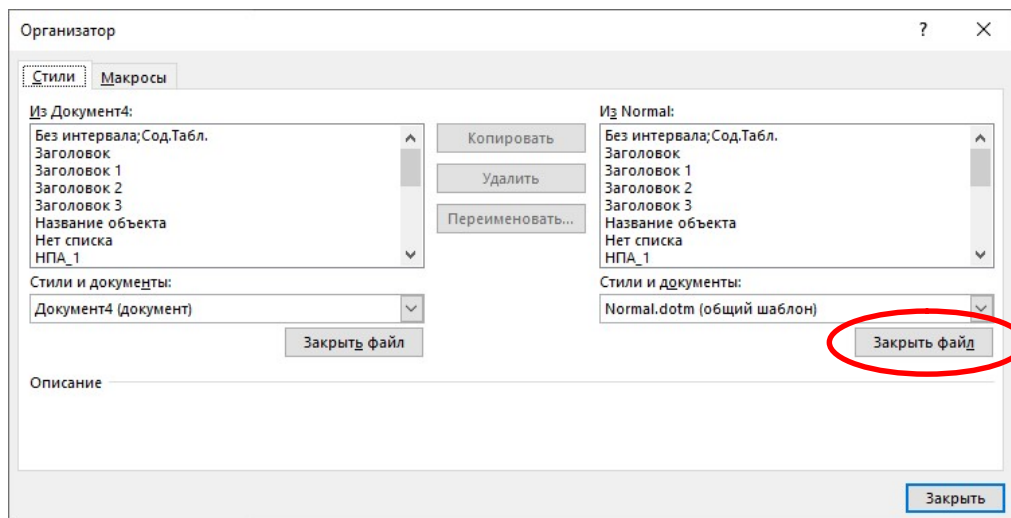 Организатор
?
Стили
Макросы
Из Документ4:
Без интервала;Сод.Табл.
Заголовок
Заголовок 1
Заголовок 2
Заголовок 3
Название объекта
Нет списка
НПА_1
Стили и документы:
Документ4 (документ)
Закрыть файл
Копировать
Удалить
Переименовать...
Из Normal:
Без интервала;Сод.Табл.
Заголовок
Заголовок 1
Заголовок 2
Заголовок 3
Название объекта
Нет списка
НПА_1
Стили и документы:
Normal.dotm (общий шаблон)
Закрыть файл
Описание
Закрыть